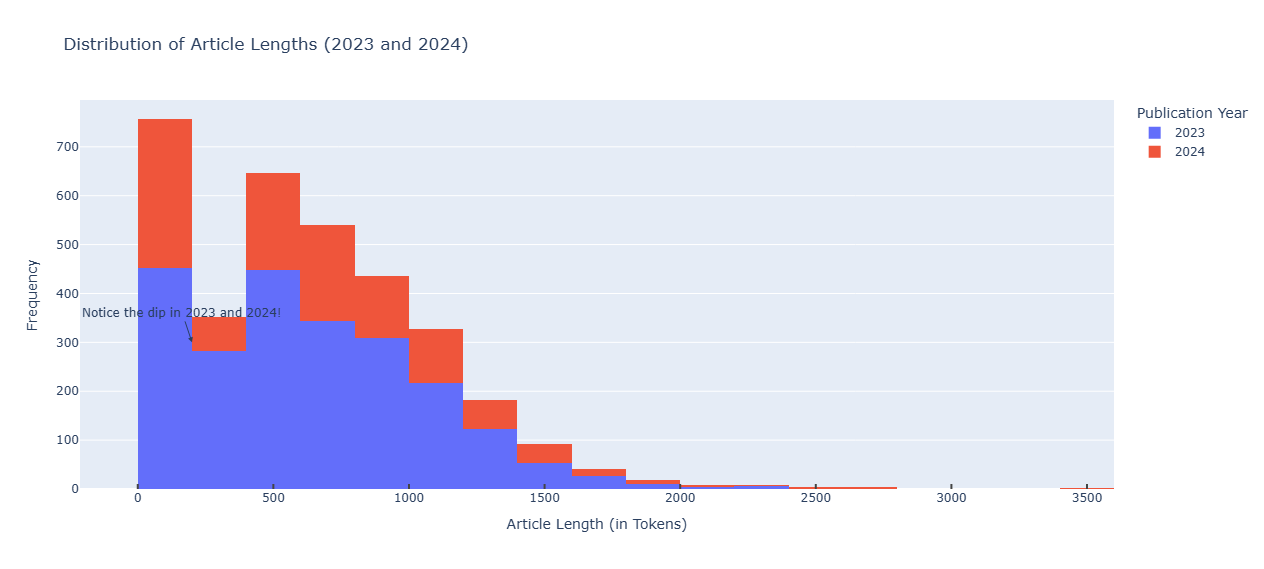 Distribution of Article Lengths (2023 and 2024)
Publication Year
2023
2024
Frequency
700
600
500
400
300
200
100
0
Notice the dip in 2023 and 2024!
0 500 1000 1500 2000 2500 3000 3500
Article Length (in Tokens)